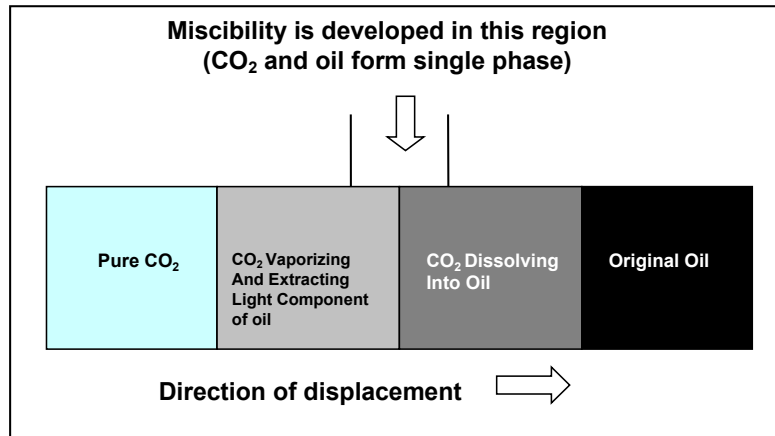 Miscibility is developed in this region
(CO₂ and oil form single phase)
Pure CO₂
CO₂ Vaporizing
And Extracting
Light Component
of oil
CO₂ Dissolving
Into Oil
Original Oil
Direction of displacement